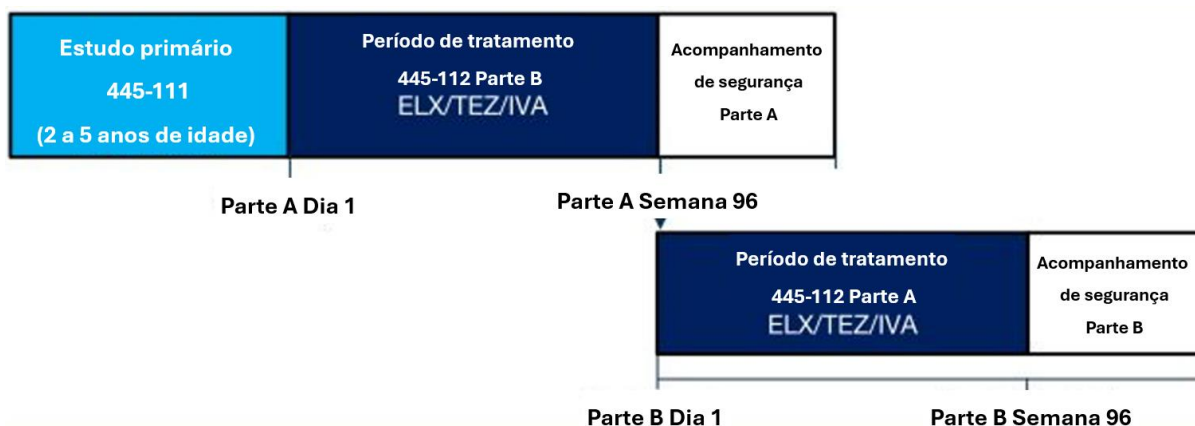 Estudo primário
445-111
(2 a 5 anos de idade)
Período de tratamento
445-112 Parte B
ELX/TEZ/IVA
Acompanhamento
de segurança
Parte A
Parte A Dia 1
Parte A Semana 96
Período de tratamento
445-112 Parte A
ELX/TEZ/IVA
Acompanhamento
de segurança
Parte B
Parte B Dia 1
Parte B Semana 96